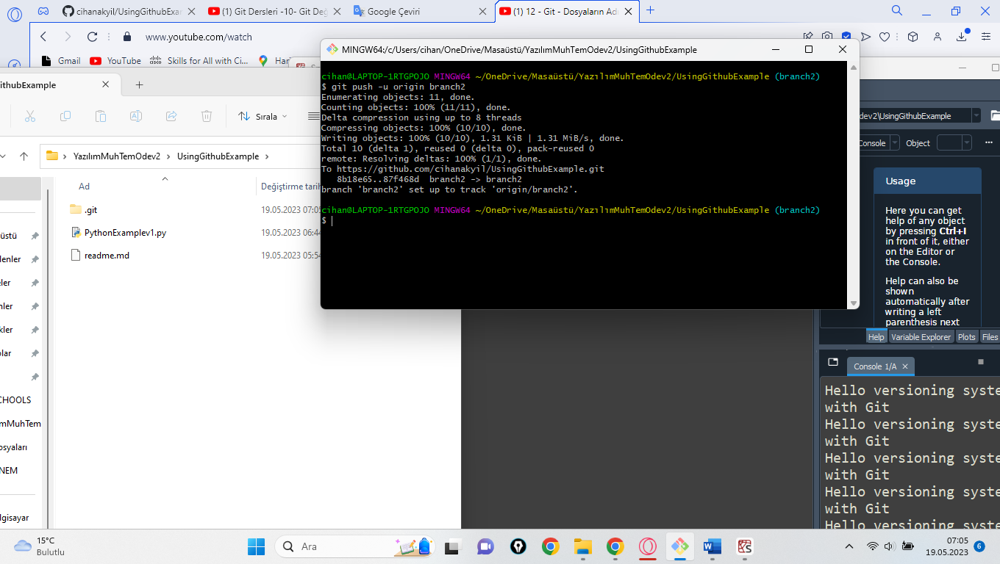 cihanakyil/UsingGithubExar
(1) Git Dersleri -10- Git Değ
Google Çeviri
(1) 12 - Git - Dosyaların Adı
www.youtube.com/watch
Gmail
YouTube
Skills for All with Ci...
MINGW64:/c/Users/cihan/OneDrive/Masaüstü/YazılımMuhTemOdev2/UsingGithubExample
cihan@LAPTOP-1RTGPOJO MINGW64 ~/OneDrive/Masaüstü/YazılımMuhTemOdev2/UsingGithubExample (branch2)
$ git push -u origin branch2
Enumerating objects: 11, done.
Counting objects: 100% (11/11), done.
Delta compression using up to 8 threads
Compressing objects: 100% (10/10), done.
Writing objects: 100% (10/10), 1.31 KiB | 1.31 MiB/s, done.
Total 10 (delta 1), reused 0 (delta 0), pack-reused 0
remote: Resolving deltas: 100% (1/1), done.
To https://github.com/cihanakyil/UsingGithubExample.git
8b18e65..87f468d branch2 -> branch2
branch 'branch2' set up to track 'origin/branch2'.
cihan@LAPTOP-1RTGPOJO MINGW64 ~/OneDrive/Masaüstü/YazılımMuhTemOdev2/UsingGithubExample (branch2)
$
ithubExample
Sırala
YazılımMuhTemOdev2 > UsingGithubExample >
Ad
Değiştirme tarih
.git
19.05.2023 07:0
PythonExamplev1.py
19.05.2023 06:44
readme.md
19.05.2023 05:54
üstü
lenler
eler
nler
kler
olar
CHOOLS
mMuhTem
osyaları
NEM
lgisayar
dev2\UsingGithubExample
Console
Object
Usage
Here you can get
help of any object
by pressing Ctrl+I
in front of it, either
on the Editor or
the Console.
Help can also be
shown
automatically after
writing a left
parenthesis next
Help
Variable Explorer
Plots
Files
Console 1/A
Hello versioning syste
with Git
Hello versioning syste
with Git
Hello versioning syste
with Git
Hello versioning syste
with Git
Hello versioning syste
15°C
Bulutlu
Ara
07:05
19.05.2023
6